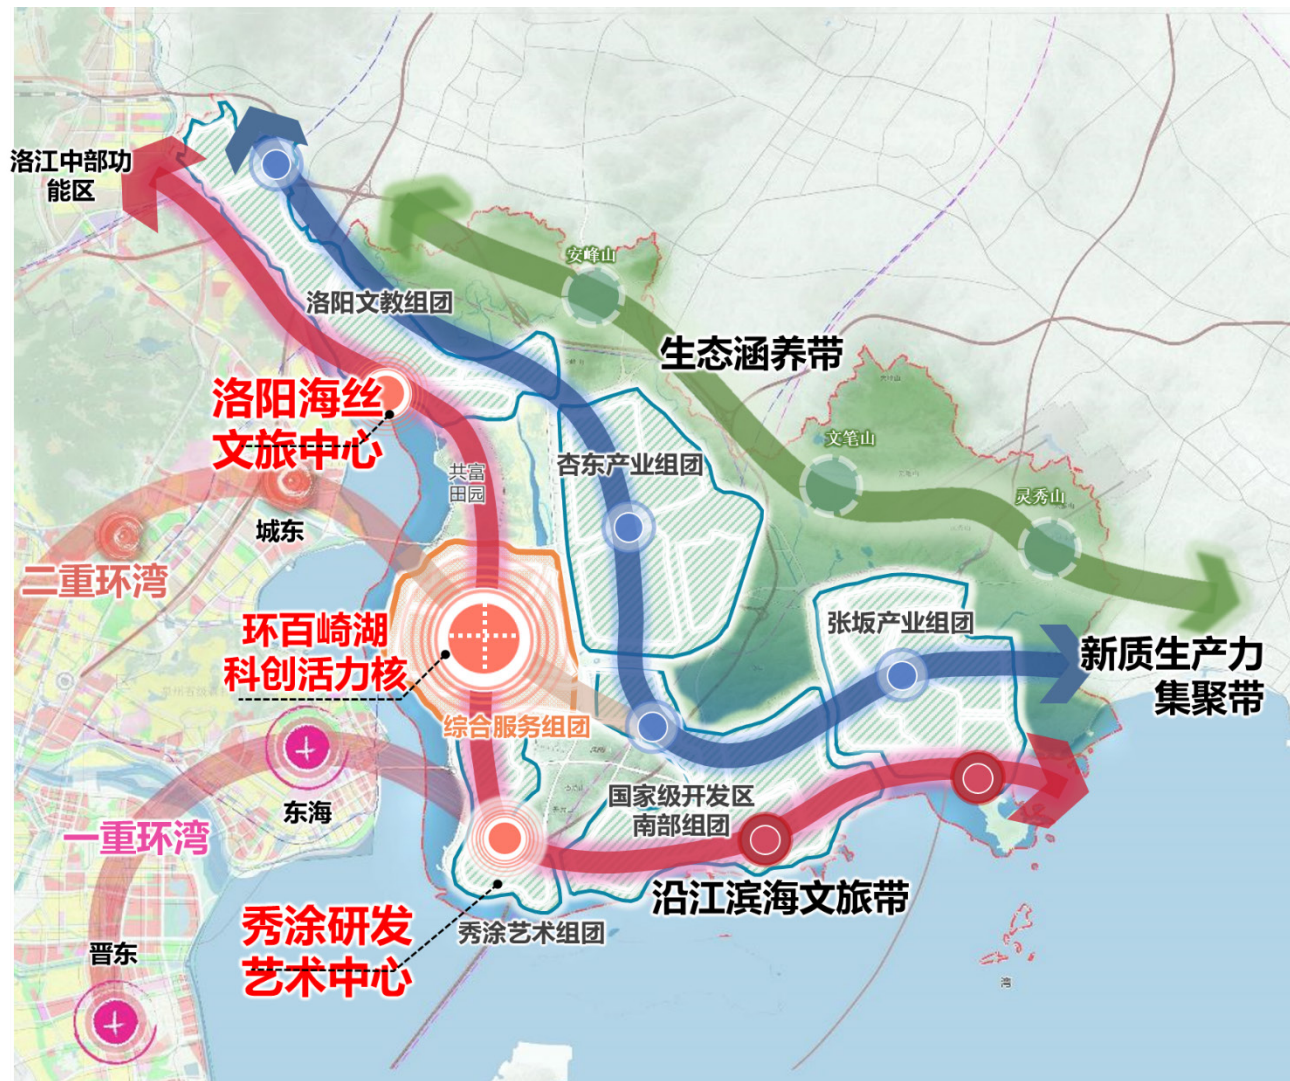 洛江中部功
能区
安峰山
洛阳文教组团
生态涵养带
洛阳海丝
文旅中心
文笔山
杏东产业组团
共富
田园
灵秀山
城东
二重环湾
环百崎湖
科创活力核
张坂产业组团
新质生产力
集聚带
综合服务组团
东海
国家级开发区
南部组团
一重环湾
沿江滨海文旅带
秀涂研发
艺术中心
秀涂艺术组团
晋东
湾